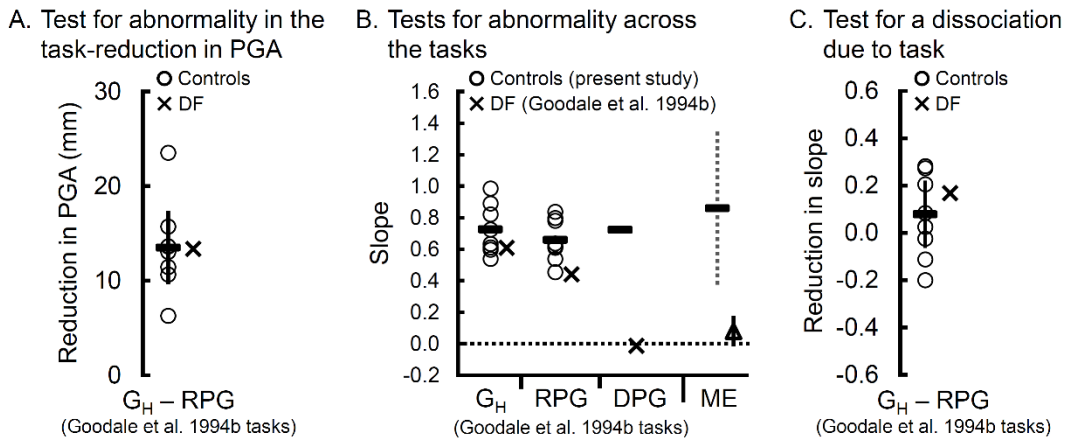 A. Test for abnormality in the
task-reduction in PGA
Controls
DF
Reduction in PGA (mm)
30
20
10
0
G_H – RPG
(Goodale et al. 1994b tasks)
B. Tests for abnormality across
the tasks
Controls (present study)
DF (Goodale et al. 1994b)
Slope
1.6
1.4
1.2
1.0
0.8
0.6
0.4
0.2
0.0
-0.2
G_H RPG DPG ME
(Goodale et al. 1994b tasks)
C. Test for a dissociation
due to task
Controls
DF
Reduction in slope
0.6
0.4
0.2
0.0
-0.2
-0.4
-0.6
G_H – RPG
(Goodale et al. 1994b tasks)